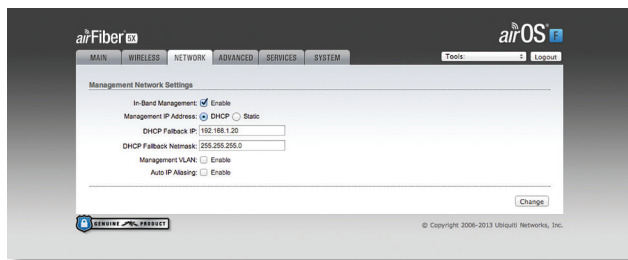 airFiber 5X
airOS F
MAIN WIRELESS NETWORK ADVANCED SERVICES SYSTEM Tools: Logout
Management Network Settings
In-Band Management: Enable
Management IP Address: DHCP Static
DHCP Fallback IP: 192.168.1.20
DHCP Fallback Netmask: 255.255.255.0
Management VLAN: Enable
Auto IP Aliasing: Enable
Change
GENUINE PRODUCT
© Copyright 2006-2013 Ubiquiti Networks, Inc.